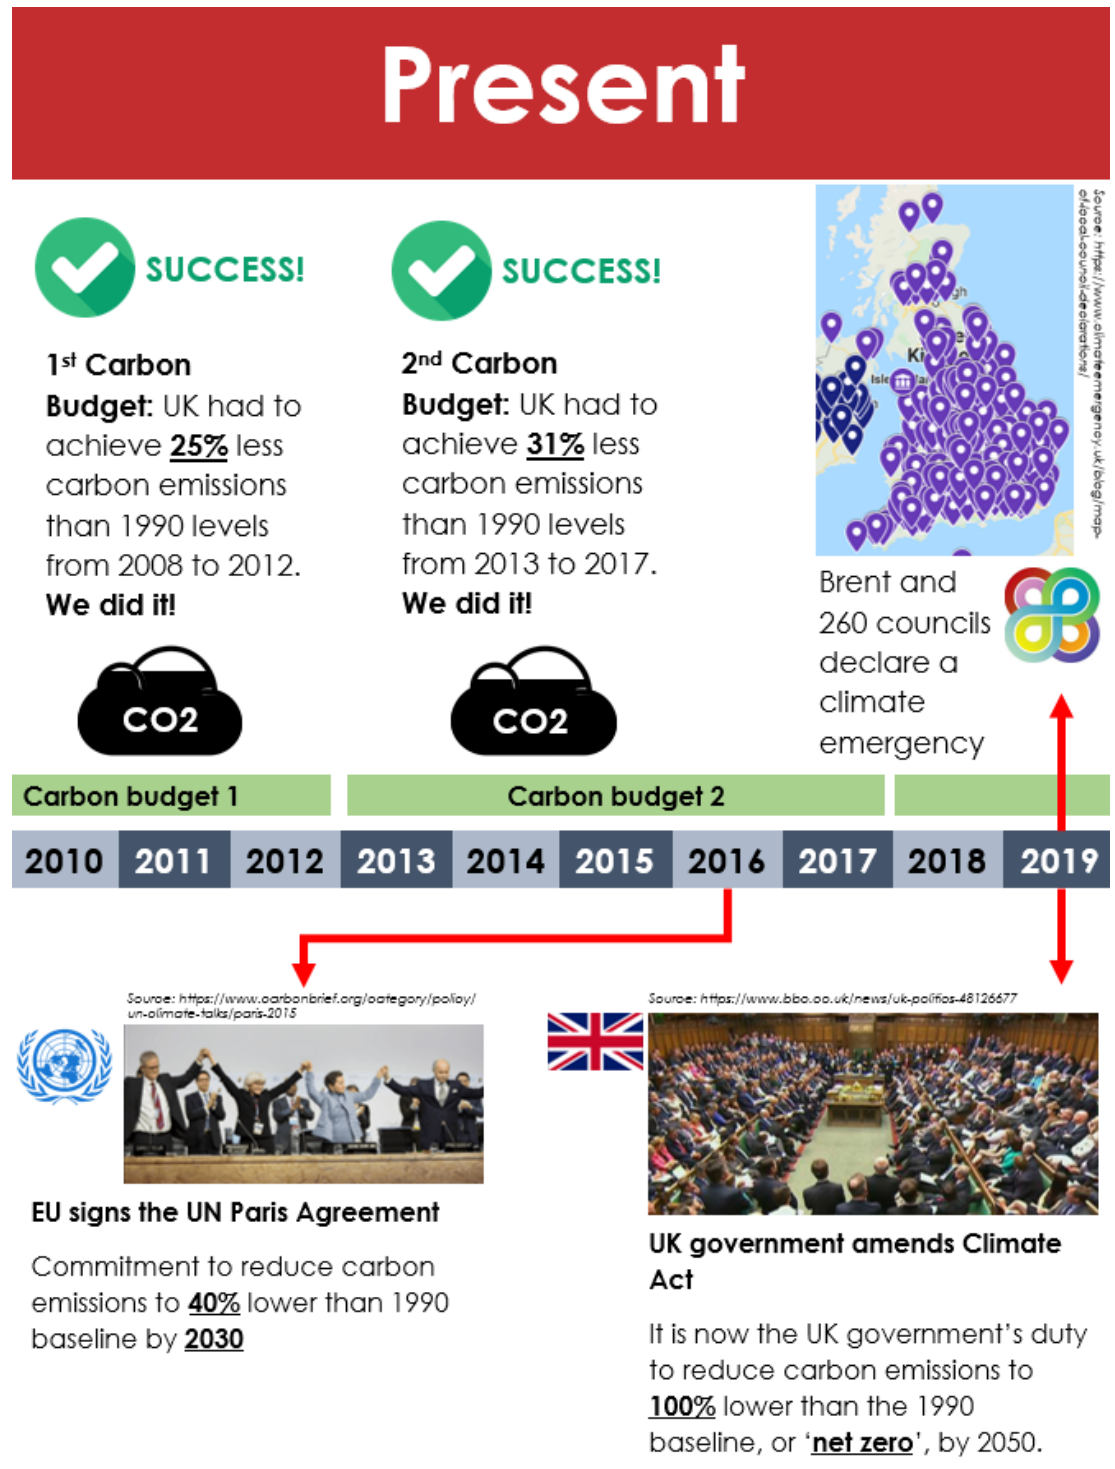 Present
SUCCESS!
1st Carbon
Budget: UK had to
achieve 25% less
carbon emissions
than 1990 levels
from 2008 to 2012.
We did it!
CO2
SUCCESS!
2nd Carbon
Budget: UK had to
achieve 31% less
carbon emissions
than 1990 levels
from 2013 to 2017.
We did it!
CO2
Source: https://www.climateemergency.uk/blog/map-
of-local-council-declarations/
Brent and
260 councils
declare a
climate
emergency
Carbon budget 1
Carbon budget 2
2010 2011 2012 2013 2014 2015 2016 2017 2018 2019
Source: https://www.carbonbrief.org/category/policy/
un-climate-talks/paris-2015
EU signs the UN Paris Agreement
Commitment to reduce carbon
emissions to 40% lower than 1990
baseline by 2030
Source: https://www.bbc.co.uk/news/uk-politics-48126677
UK government amends Climate
Act
It is now the UK government's duty
to reduce carbon emissions to
100% lower than the 1990
baseline, or ‘net zero’, by 2050.